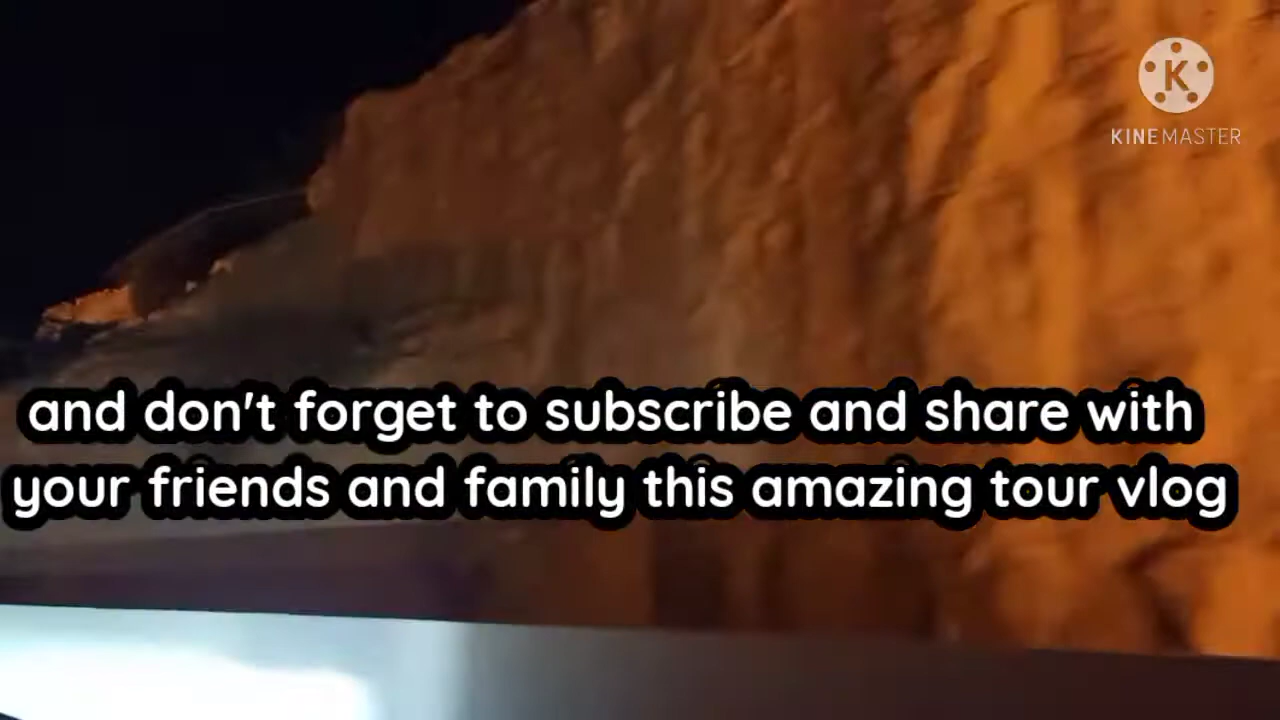 K
KINEMASTER
and don't forget to subscribe and share with
your friends and family this amazing tour vlog